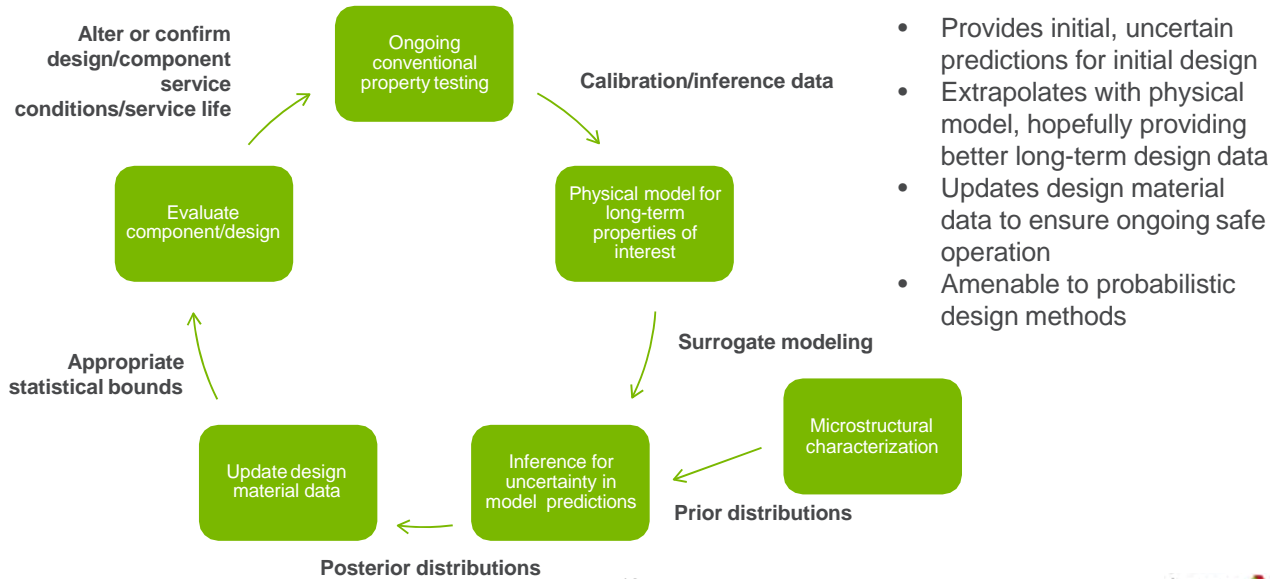 Alter or confirm
design/component
service
conditions/service life
Ongoing
conventional
property testing
Calibration/inference data
Physical model for
long-term
properties of
interest
Surrogate modeling
Microstructural
characterization
Prior distributions
Inference for
uncertainty in
model predictions
Posterior distributions
Update design
material data
Appropriate
statistical bounds
Evaluate
component/design
• Provides initial, uncertain
predictions for initial design
• Extrapolates with physical
model, hopefully providing
better long-term design data
• Updates design material
data to ensure ongoing safe
operation
• Amenable to probabilistic
design methods